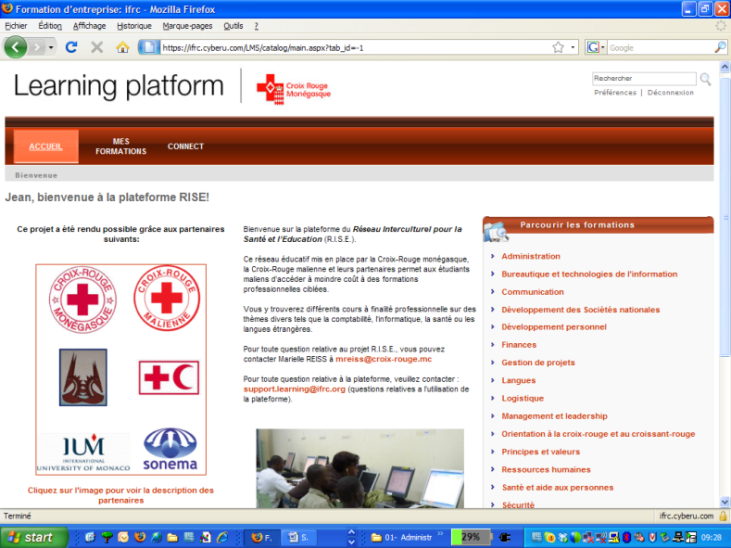 Formation d'entreprise: ifrc - Mozilla Firefox
Fichier Édition Affichage Historique Marque-pages Outils ?
https://ifrc.cyberu.com/LMS/catalog/main.aspx?tab_id=-1
Google
Learning platform
Croix Rouge
Monégasque
Rechercher
Préférences | Déconnexion
ACCUEIL
MES
FORMATIONS
CONNECT
Bienvenue
Jean, bienvenue à la plateforme RISE!
Ce projet a été rendu possible grâce aux partenaires
suivants:
CROIX-ROUGE
MONÉGASQUE
CROIX-ROUGE
MALIENNE
IUM
INTERNATIONAL
UNIVERSITY OF MONACO
sonema
Cliquez sur l'image pour voir la description des
partenaires
Bienvenue sur la plateforme du Réseau Interculturel pour la
Santé et l'Education (R.I.S.E.).
Ce réseau éducatif mis en place par la Croix-Rouge monégasque,
la Croix-Rouge malienne et leurs partenaires permet aux étudiants
maliens d'accéder à moindre coût à des formations
professionnelles ciblées.
Vous y trouverez différents cours à finalité professionnelle sur des
thèmes divers tels que la comptabilité, l'informatique, la santé ou les
langues étrangères.
Pour toute question relative au projet R.I.S.E., vous pouvez
contacter Marielle REISS à mreiss@croix-rouge.mc
Pour toute question relative à la plateforme, veuillez contacter :
support.learning@ifrc.org (questions relatives a l'utilisation de
la plateforme).
Parcourir les formations
Administration
Bureautique et technologies de l'information
Communication
Développement des Sociétés nationales
Développement personnel
Finances
Gestion de projets
Langues
Logistique
Management et leadership
Orientation à la croix-rouge et au croissant-rouge
Principes et valeurs
Ressources humaines
Santé et aide aux personnes
Sécurité
Terminé
ifrc.cyberu.com
start
F.
S.
01- Administr
29%
09:28